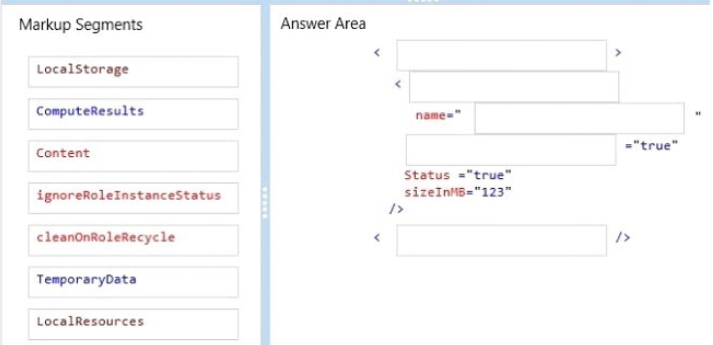 Markup Segments
LocalStorage
ComputeResults
Content
ignoreRoleInstanceStatus
cleanOnRoleRecycle
TemporaryData
LocalResources
Answer Area
< >
<
name=" "
="true"
Status ="true"
sizeInMB="123"
/>
< />